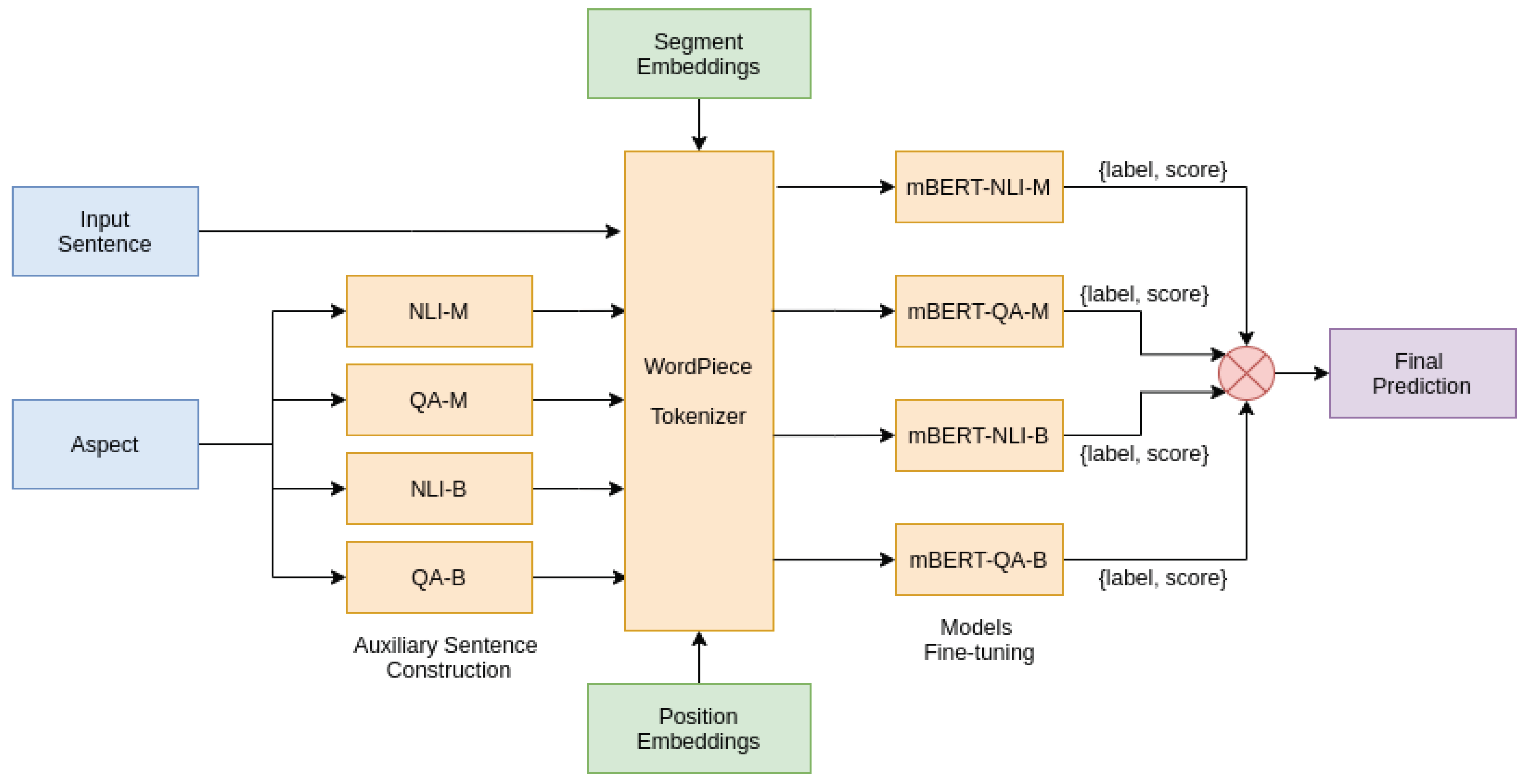 Segment
Embeddings
Input
Sentence
Aspect
NLI-M
QA-M
NLI-B
QA-B
Auxiliary Sentence
Construction
WordPiece
Tokenizer
Position
Embeddings
mBERT-NLI-M
{label, score}
mBERT-QA-M
{label, score}
mBERT-NLI-B
{label, score}
mBERT-QA-B
{label, score}
Models
Fine-tuning
Final
Prediction